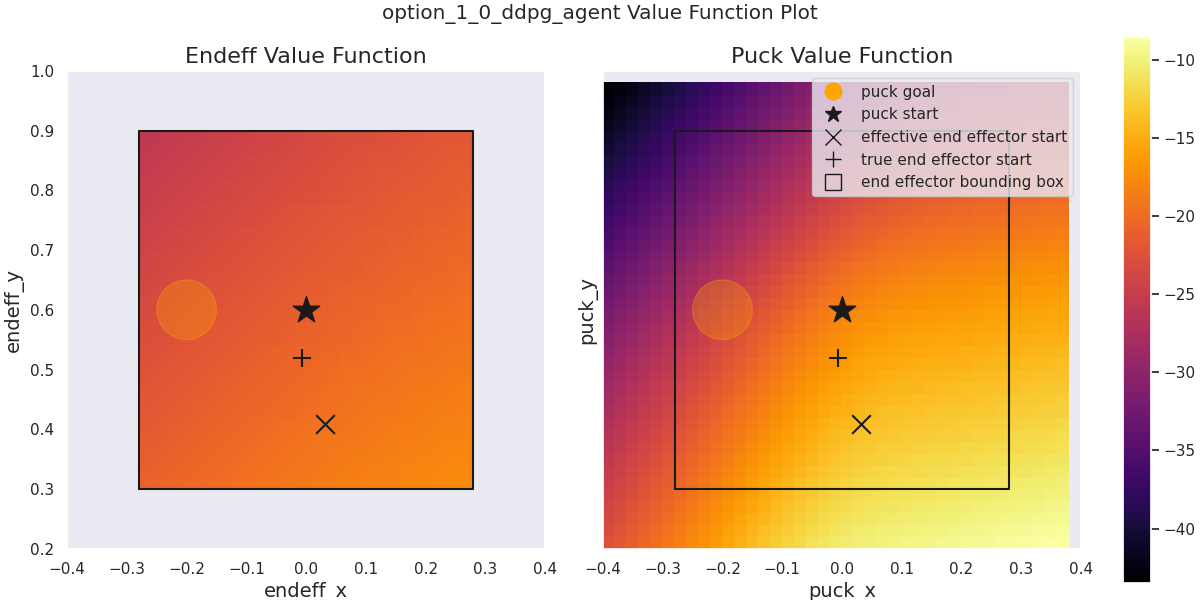 option_1_0_ddpg_agent Value Function Plot
Endeff Value Function
1.0
0.9
0.8
0.7
0.6
0.5
0.4
0.3
0.2
endeff_y
−0.4 −0.3 −0.2 −0.1 0.0 0.1 0.2 0.3 0.4
endeff_x
Puck Value Function
puck goal
puck start
effective end effector start
true end effector start
end effector bounding box
puck_y
−0.4 −0.3 −0.2 −0.1 0.0 0.1 0.2 0.3 0.4
puck_x
−10
−15
−20
−25
−30
−35
−40